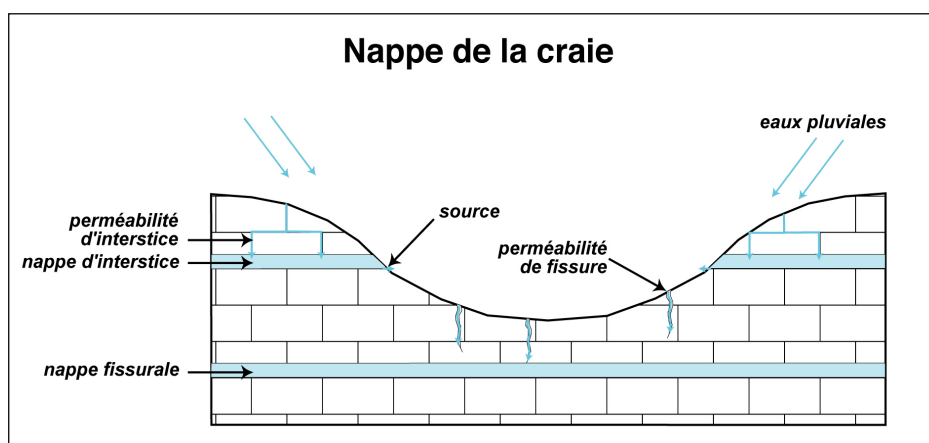 Nappe de la craie
eaux pluviales
source
perméabilité
d'interstice
nappe d'interstice
perméabilité
de fissure
nappe fissurale